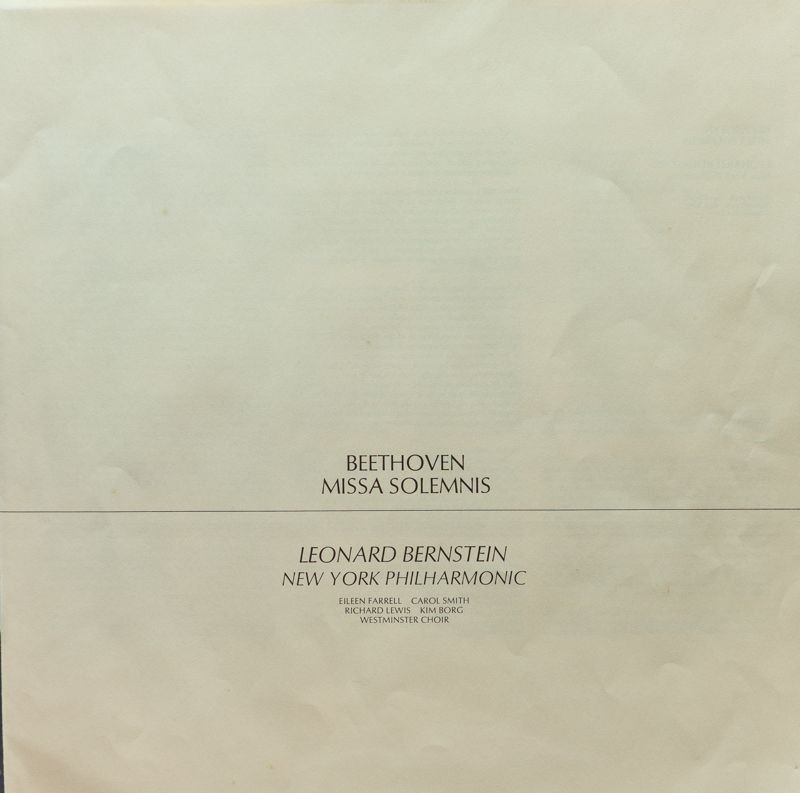 BEETHOVEN
MISSA SOLEMNIS
LEONARD BERNSTEIN
NEW YORK PHILHARMONIC
EILEEN FARRELL CAROL SMITH
RICHARD LEWIS KIM BORG
WESTMINSTER CHOIR